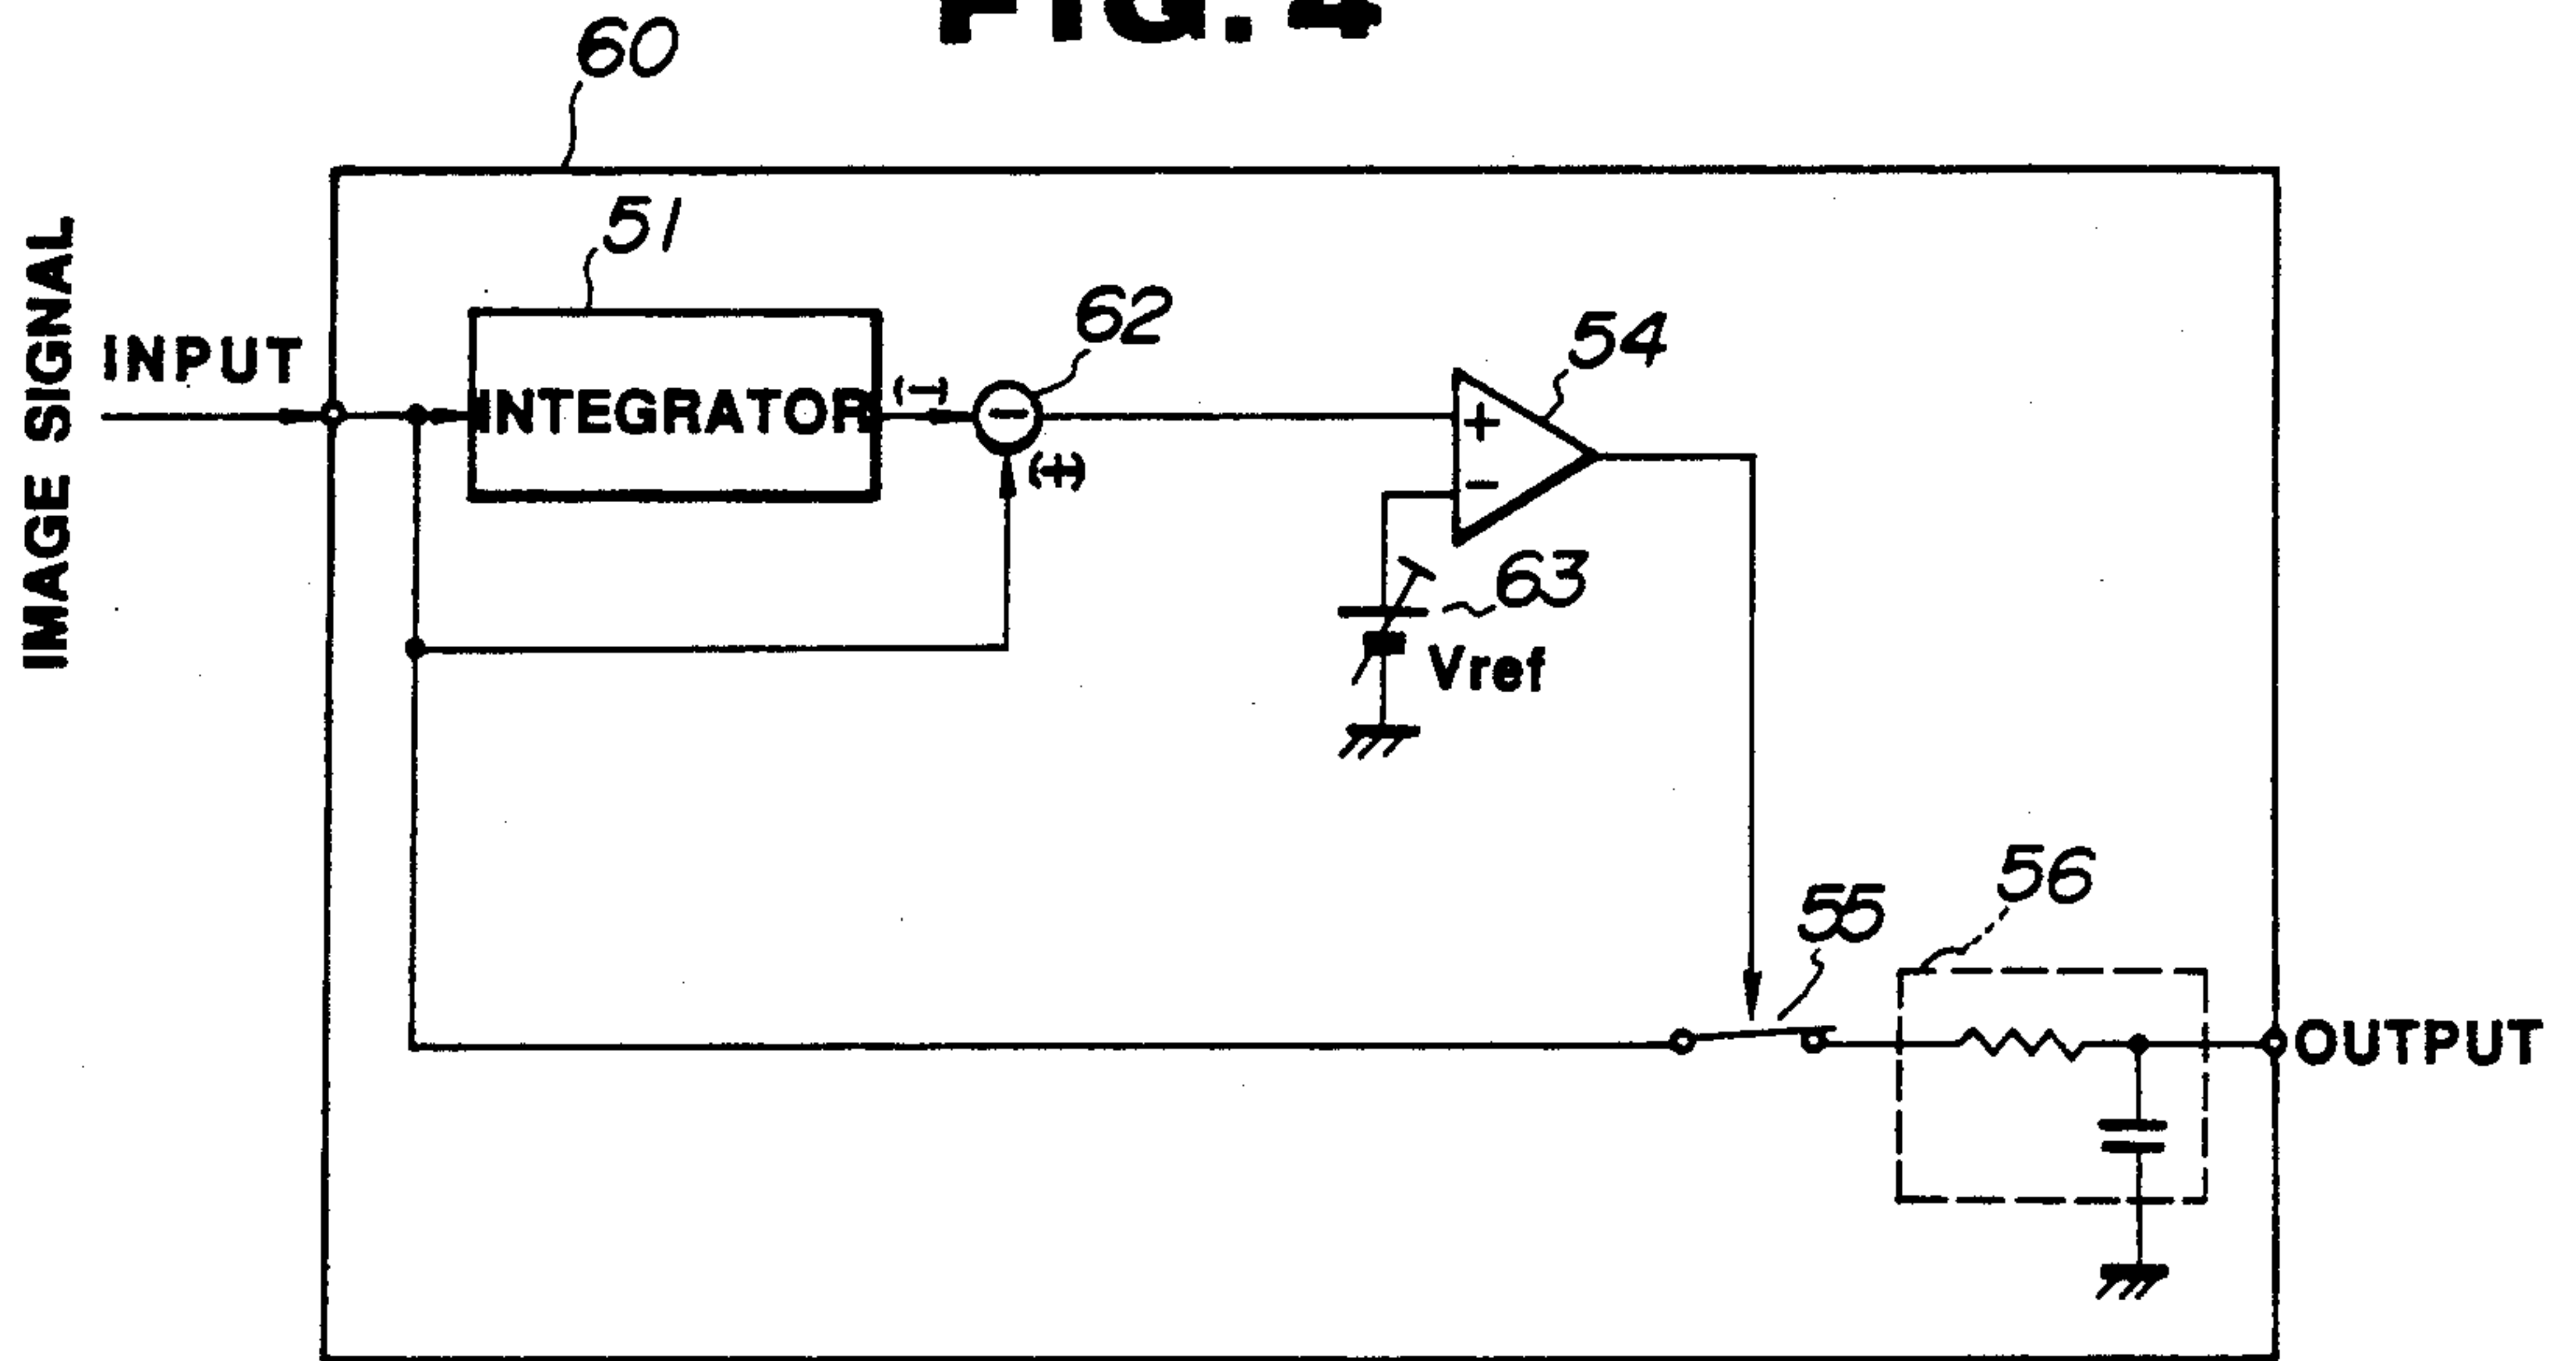 FIG. 4
60
51
62
54
IMAGE SIGNAL
INPUT
INTEGRATOR
(-)
-
(+)
+
-
63
Vref
55
56
OUTPUT